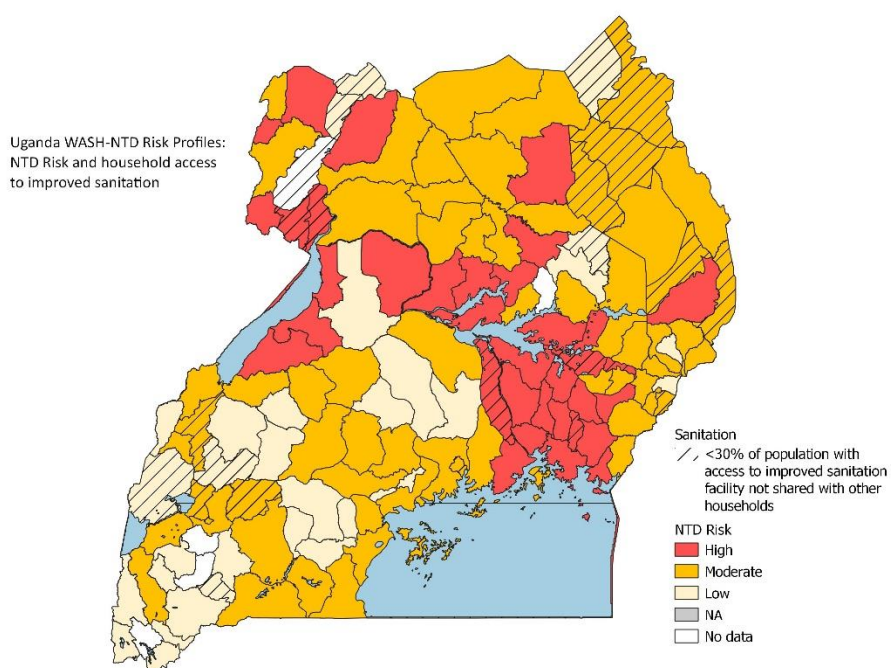 Uganda WASH-NTD Risk Profiles:
NTD Risk and household access
to improved sanitation
Sanitation
<30% of population with
access to improved sanitation
facility not shared with other
households
NTD Risk
High
Moderate
Low
NA
No data